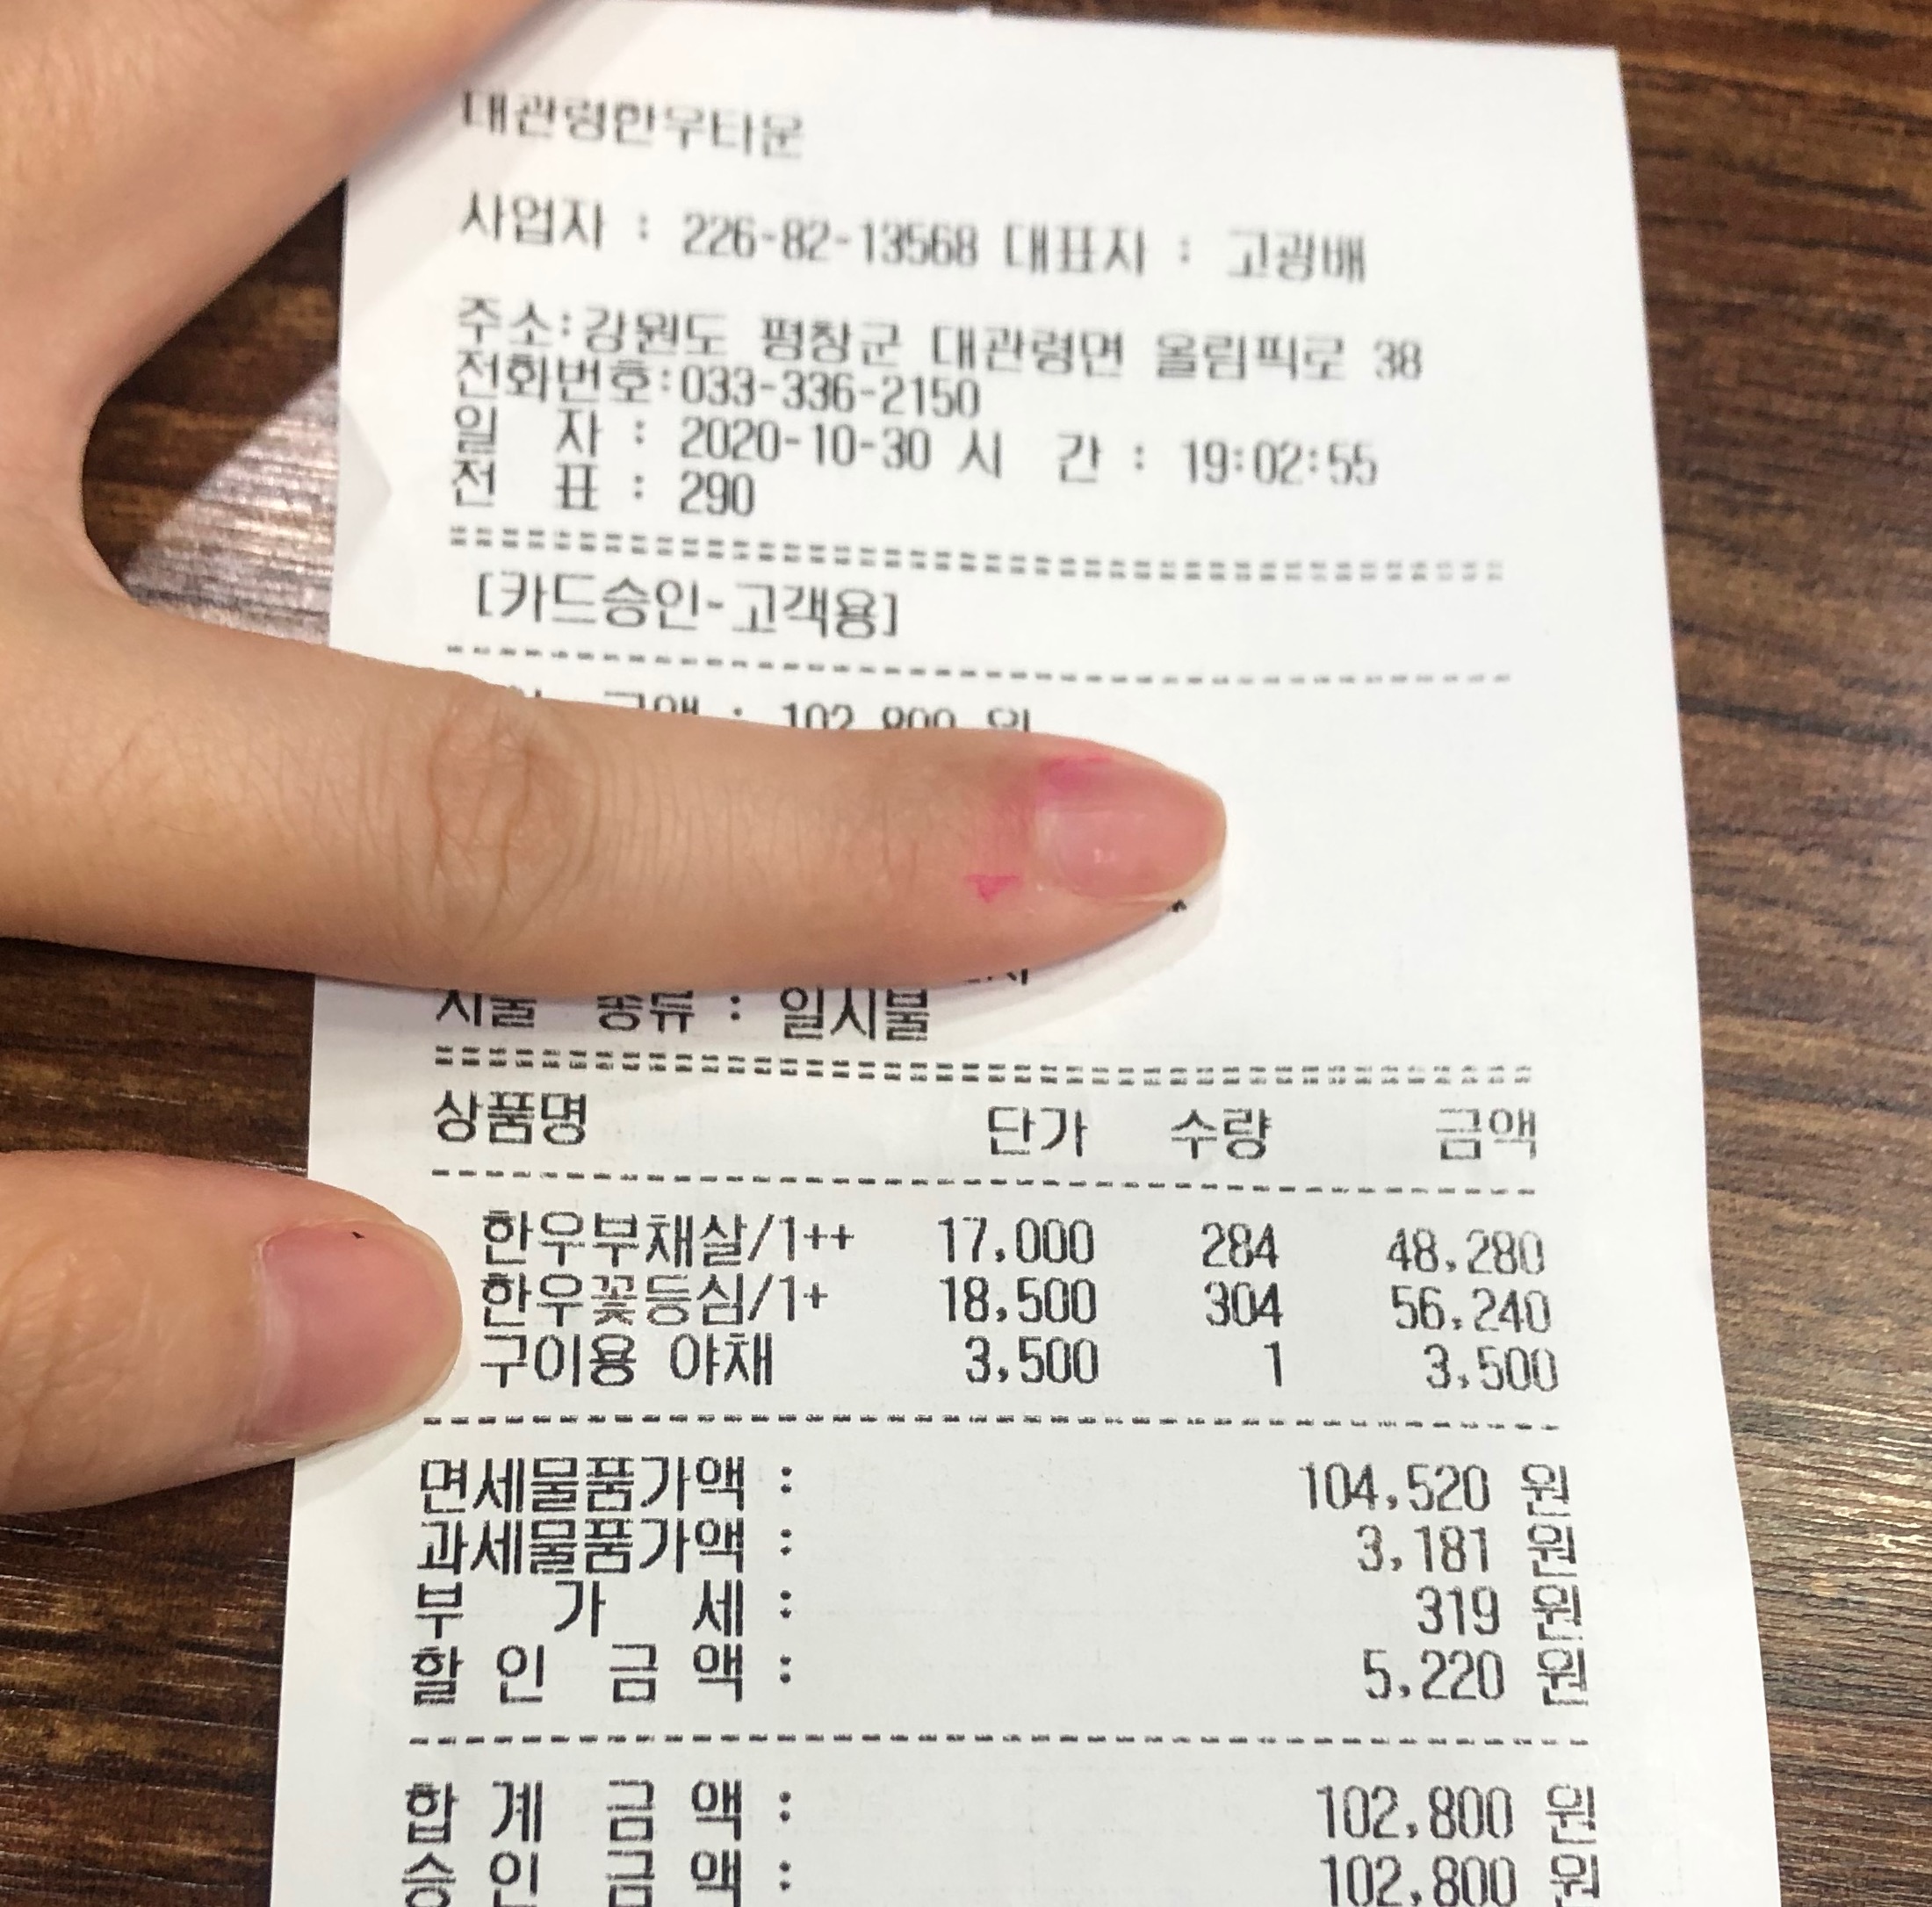 대관령한우타운
사업자 : 226-82-13568 대표자 : 고광배
주소:강원도 평창군 대관령면 올림픽로 38
전화번호:033-336-2150
일 자 : 2020-10-30 시 간 : 19:02:55
전 표 : 290
[카드승인-고객용]
금액 : 102,800 원
지불 종류 : 일시불
상품명 단가 수량 금액
한우부채살/1++ 17,000 284 48,280
한우꽃등심/1+ 18,500 304 56,240
구이용 야채 3,500 1 3,500
면세물품가액 : 104,520 원
과세물품가액 : 3,181 원
부 가 세 : 319 원
할 인 금 액 : 5,220 원
합 계 금 액 : 102,800 원
승 인 금 액 : 102,800 원